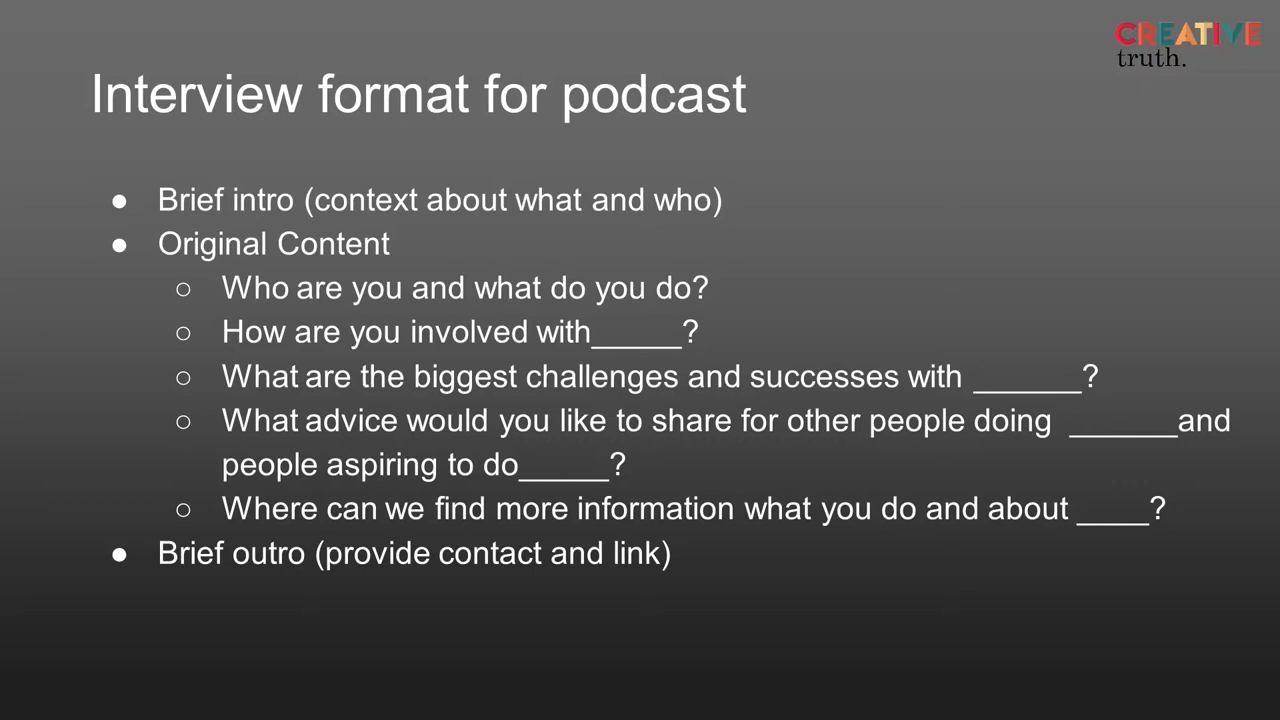 CREATIVE
truth.
Interview format for podcast
● Brief intro (context about what and who)
● Original Content
○ Who are you and what do you do?
○ How are you involved with_____?
○ What are the biggest challenges and successes with ______?
○ What advice would you like to share for other people doing ______and
people aspiring to do_____?
○ Where can we find more information what you do and about ____?
● Brief outro (provide contact and link)